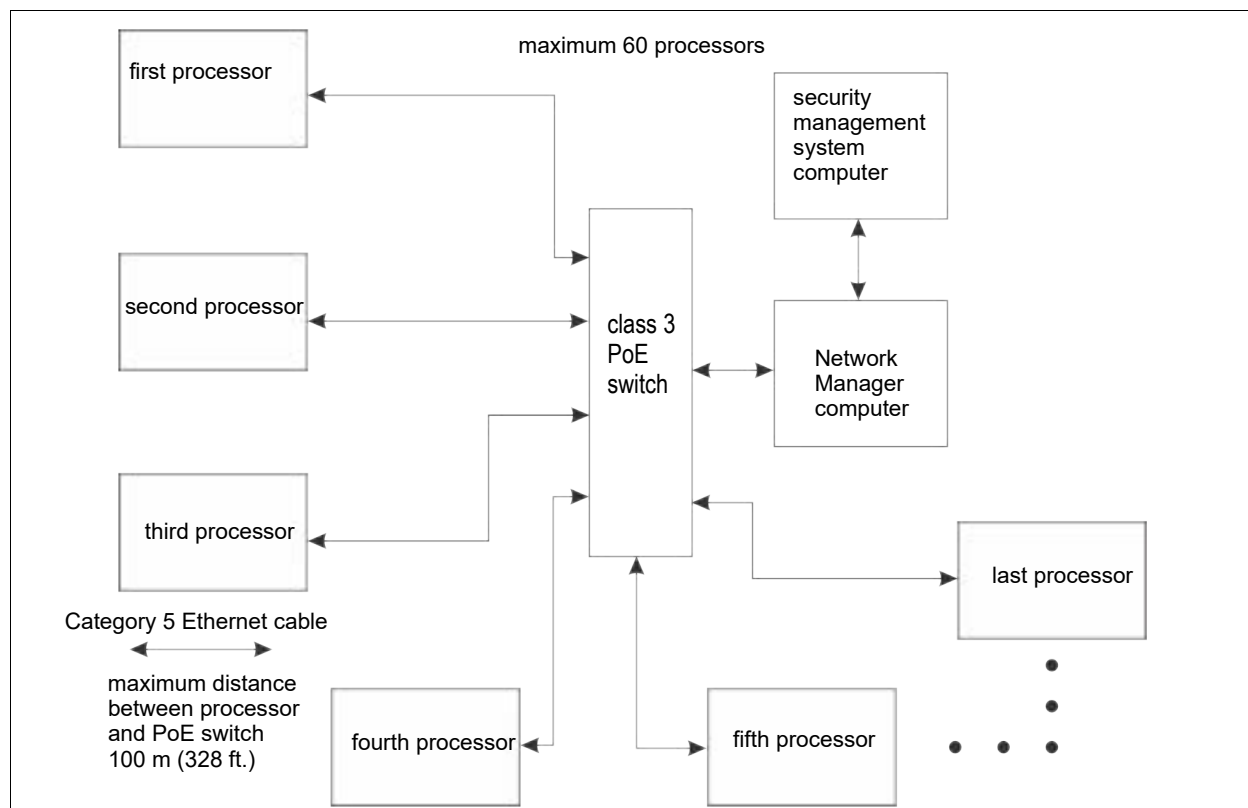 maximum 60 processors
first processor
security
management
system
computer
second processor
class 3
PoE
switch
Network
Manager
computer
third processor
last processor
Category 5 Ethernet cable
maximum distance
between processor
and PoE switch
100 m (328 ft.)
fourth processor
fifth processor